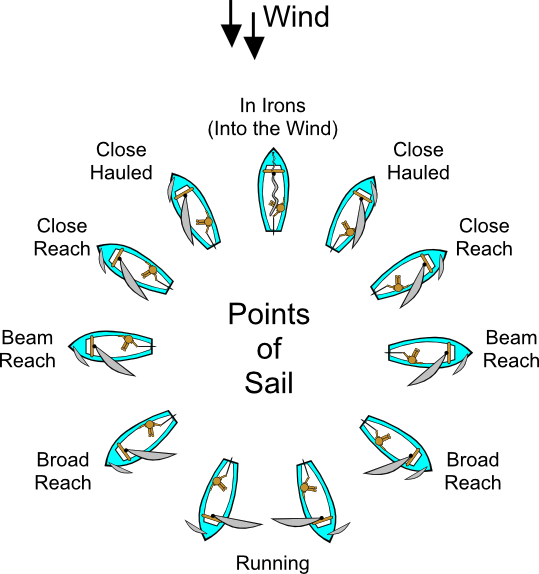 Wind
In Irons
(Into the Wind)
Close
Hauled
Close
Hauled
Close
Reach
Close
Reach
Points
of
Sail
Beam
Reach
Beam
Reach
Broad
Reach
Broad
Reach
Running